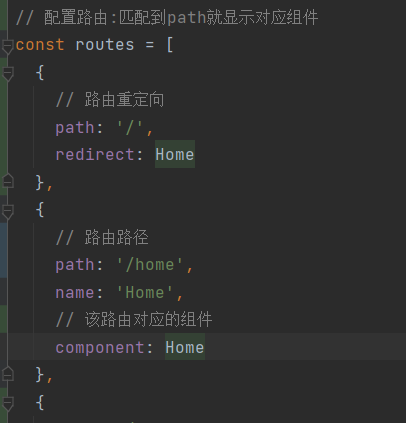 // 配置路由:匹配到path就显示对应组件
const routes = [
{
// 路由重定向
path: '/',
redirect: Home
},
{
// 路由路径
path: '/home',
name: 'Home',
// 该路由对应的组件
component: Home
},
{